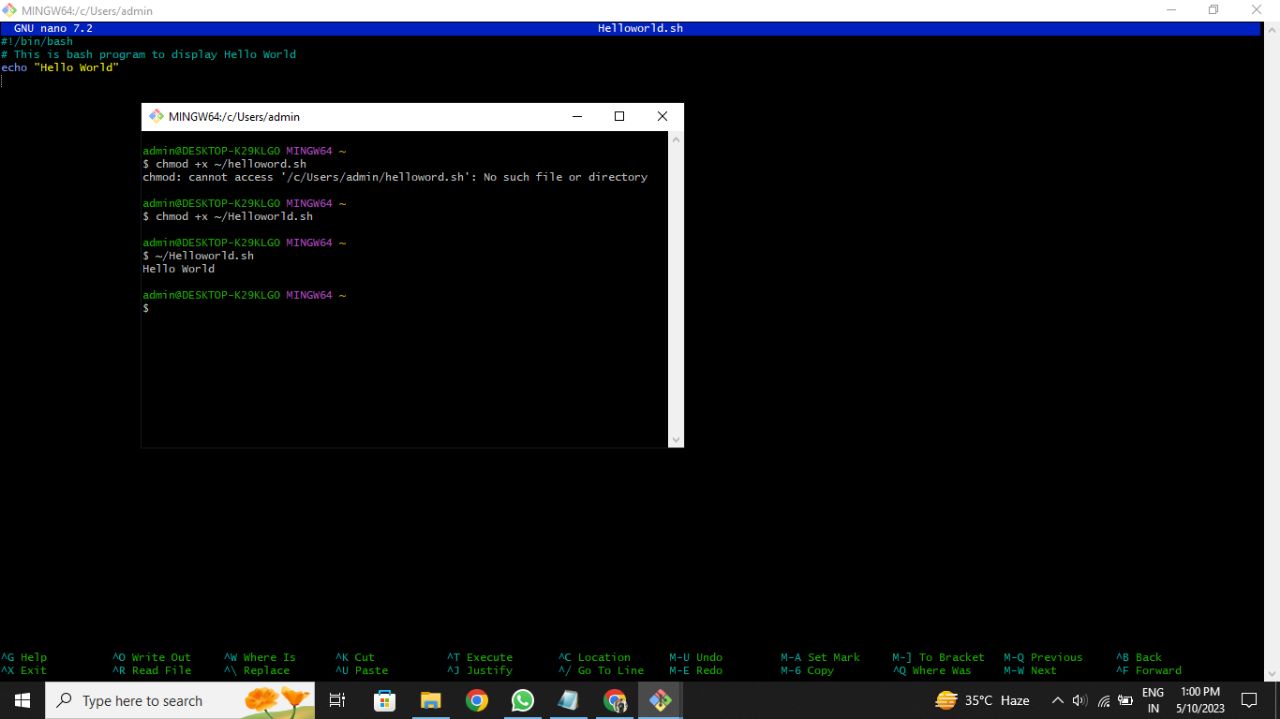 MINGW64:/c/Users/admin
GNU nano 7.2 Helloworld.sh
#!/bin/bash
# This is bash program to display Hello World
echo "Hello World"
MINGW64:/c/Users/admin
admin@DESKTOP-K29KLGO MINGW64 ~
$ chmod +x ~/helloword.sh
chmod: cannot access '/c/Users/admin/helloword.sh': No such file or directory
admin@DESKTOP-K29KLGO MINGW64 ~
$ chmod +x ~/Helloworld.sh
admin@DESKTOP-K29KLGO MINGW64 ~
$ ~/Helloworld.sh
Hello World
admin@DESKTOP-K29KLGO MINGW64 ~
$
^G Help ^O Write Out ^W Where Is ^K Cut ^T Execute ^C Location M-U Undo M-A Set Mark M-] To Bracket M-Q Previous ^B Back
^X Exit ^R Read File ^\ Replace ^U Paste ^J Justify ^/ Go To Line M-E Redo M-6 Copy ^Q Where Was M-W Next ^F Forward
Type here to search
35°C Haze
ENG
IN
1:00 PM
5/10/2023